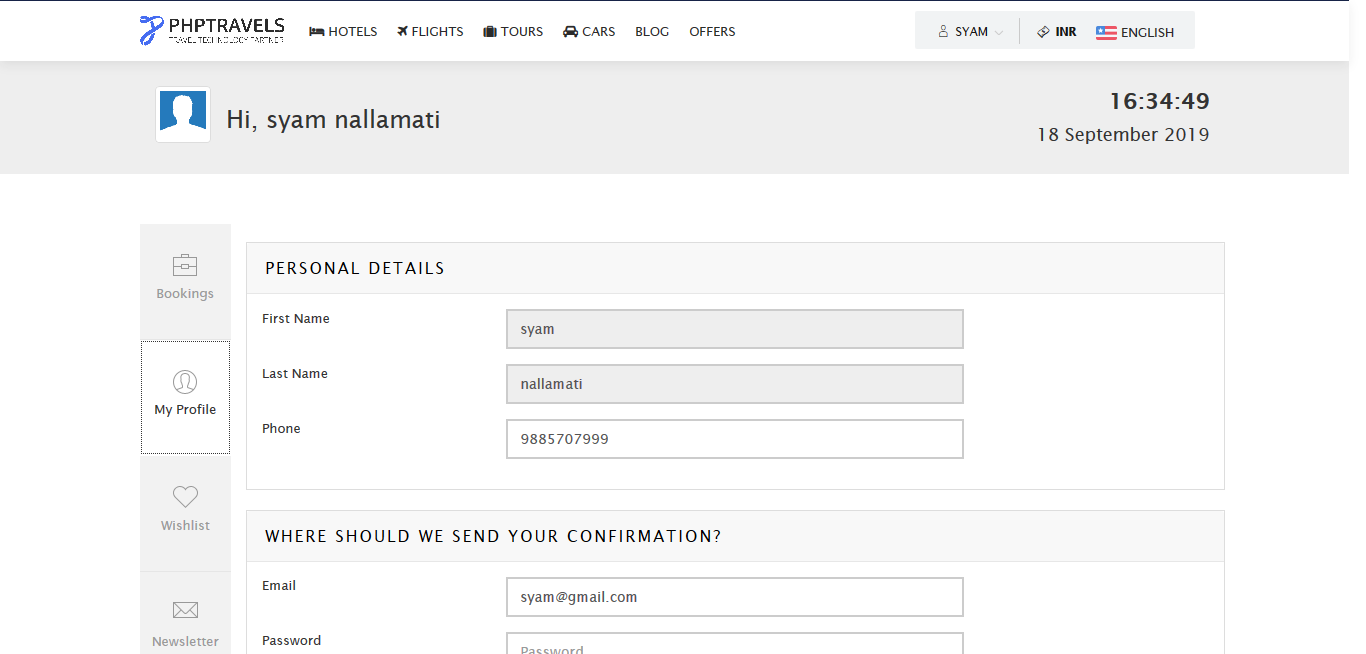 PHPTRAVELS
TRAVEL TECHNOLOGY PARTNER
HOTELS FLIGHTS TOURS CARS BLOG OFFERS SYAM INR ENGLISH
Hi, syam nallamati
16:34:49
18 September 2019
Bookings
My Profile
Wishlist
Newsletter
PERSONAL DETAILS
First Name syam
Last Name nallamati
Phone 9885707999
WHERE SHOULD WE SEND YOUR CONFIRMATION?
Email syam@gmail.com
Password Password